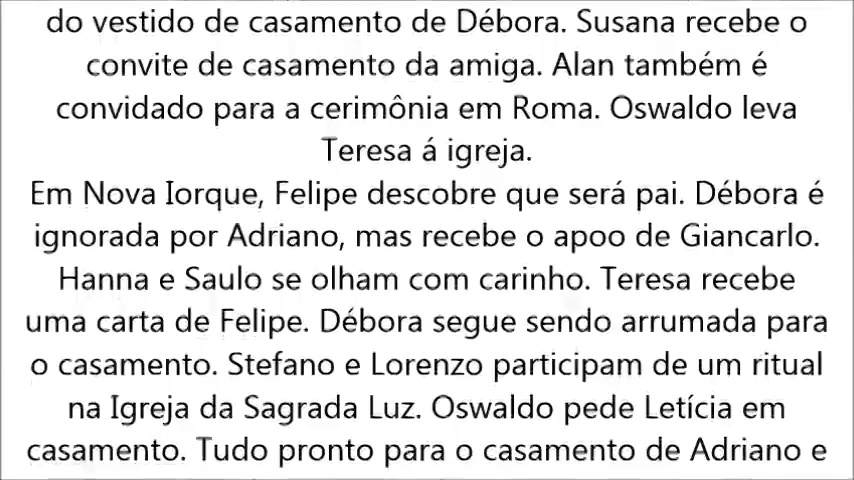 do vestido de casamento de Débora. Susana recebe o
convite de casamento da amiga. Alan também é
convidado para a cerimônia em Roma. Oswaldo leva
Teresa á igreja.
Em Nova Iorque, Felipe descobre que será pai. Débora é
ignorada por Adriano, mas recebe o apoo de Giancarlo.
Hanna e Saulo se olham com carinho. Teresa recebe
uma carta de Felipe. Débora segue sendo arrumada para
o casamento. Stefano e Lorenzo participam de um ritual
na Igreja da Sagrada Luz. Oswaldo pede Letícia em
casamento. Tudo pronto para o casamento de Adriano e